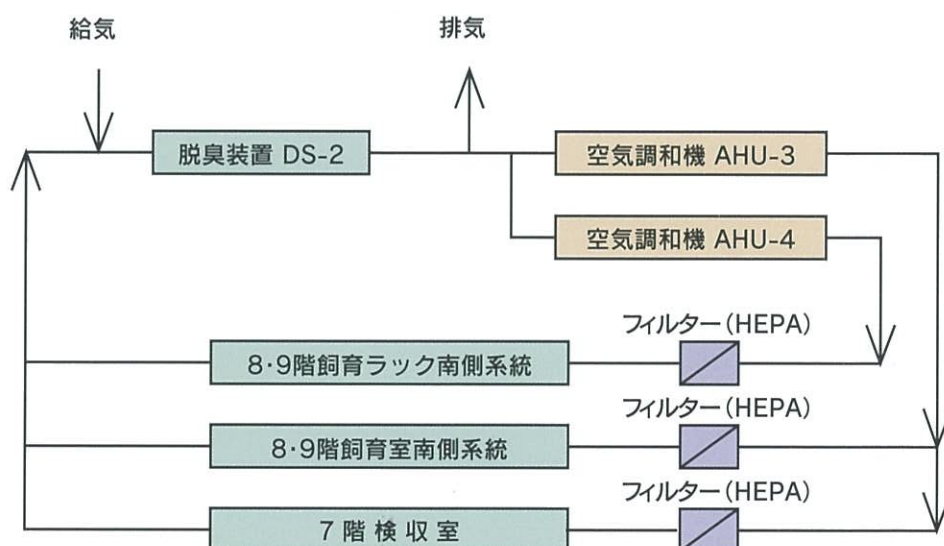 給気
排気
脱臭装置 DS-2
空気調和機 AHU-3
空気調和機 AHU-4
フィルター(HEPA)
8・9階飼育ラック南側系統
フィルター(HEPA)
8・9階飼育室南側系統
フィルター(HEPA)
7階検収室